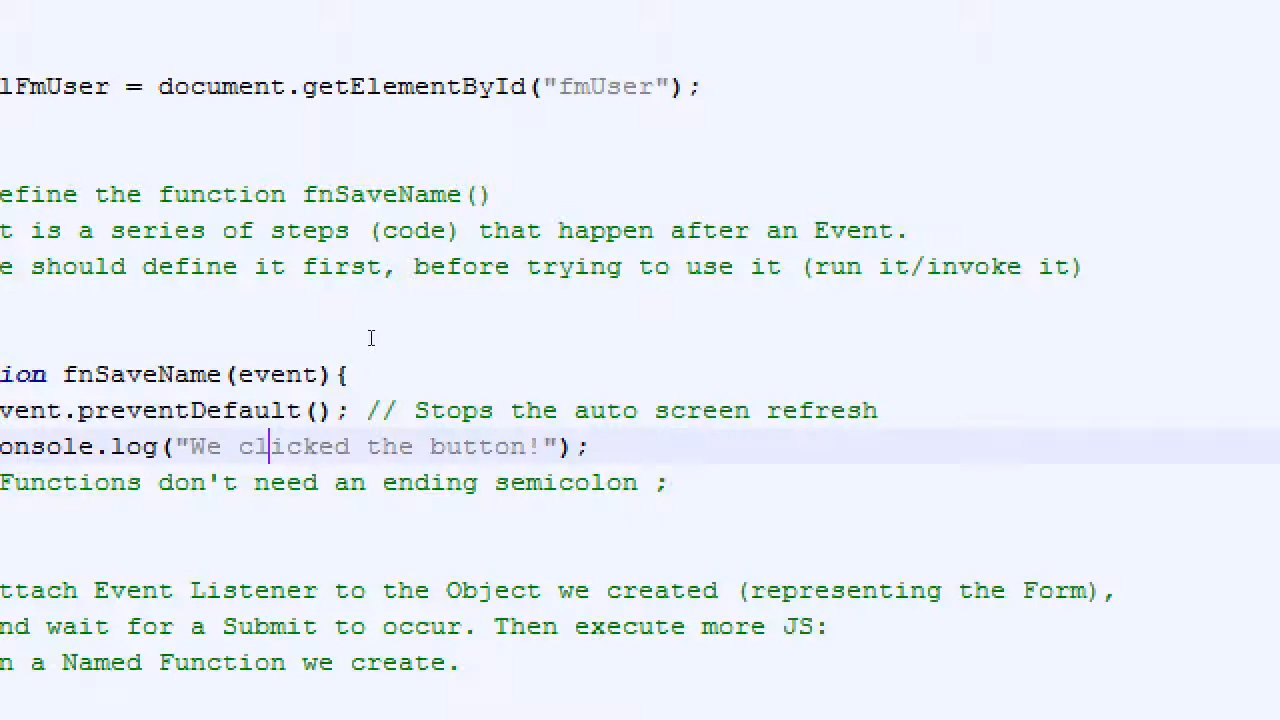 lFmUser = document.getElementById("fmUser");
efine the function fnSaveName()
t is a series of steps (code) that happen after an Event.
e should define it first, before trying to use it (run it/invoke it)
ion fnSaveName(event){
vent.preventDefault(); // Stops the auto screen refresh
onsole.log("We clicked the button!");
Functions don't need an ending semicolon ;
ttach Event Listener to the Object we created (representing the Form),
nd wait for a Submit to occur. Then execute more JS:
n a Named Function we create.